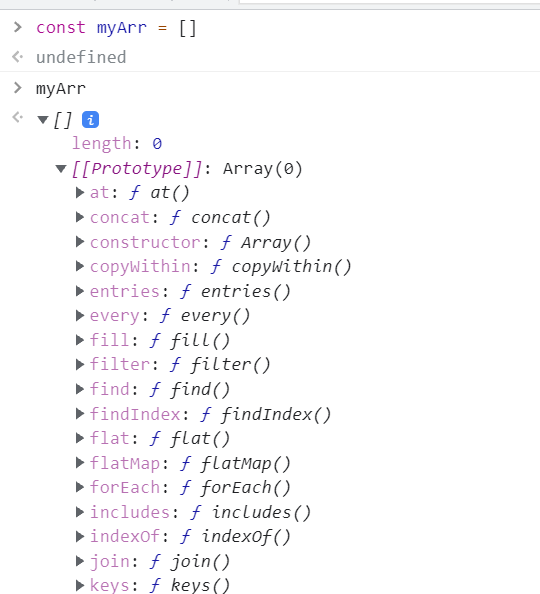 > const myArr = []
undefined
> myArr
▼ [] i
length: 0
▼ [[Prototype]]: Array(0)
▶ at: ƒ at()
▶ concat: ƒ concat()
▶ constructor: ƒ Array()
▶ copyWithin: ƒ copyWithin()
▶ entries: ƒ entries()
▶ every: ƒ every()
▶ fill: ƒ fill()
▶ filter: ƒ filter()
▶ find: ƒ find()
▶ findIndex: ƒ findIndex()
▶ flat: ƒ flat()
▶ flatMap: ƒ flatMap()
▶ forEach: ƒ forEach()
▶ includes: ƒ includes()
▶ indexOf: ƒ indexOf()
▶ join: ƒ join()
▶ keys: ƒ keys()